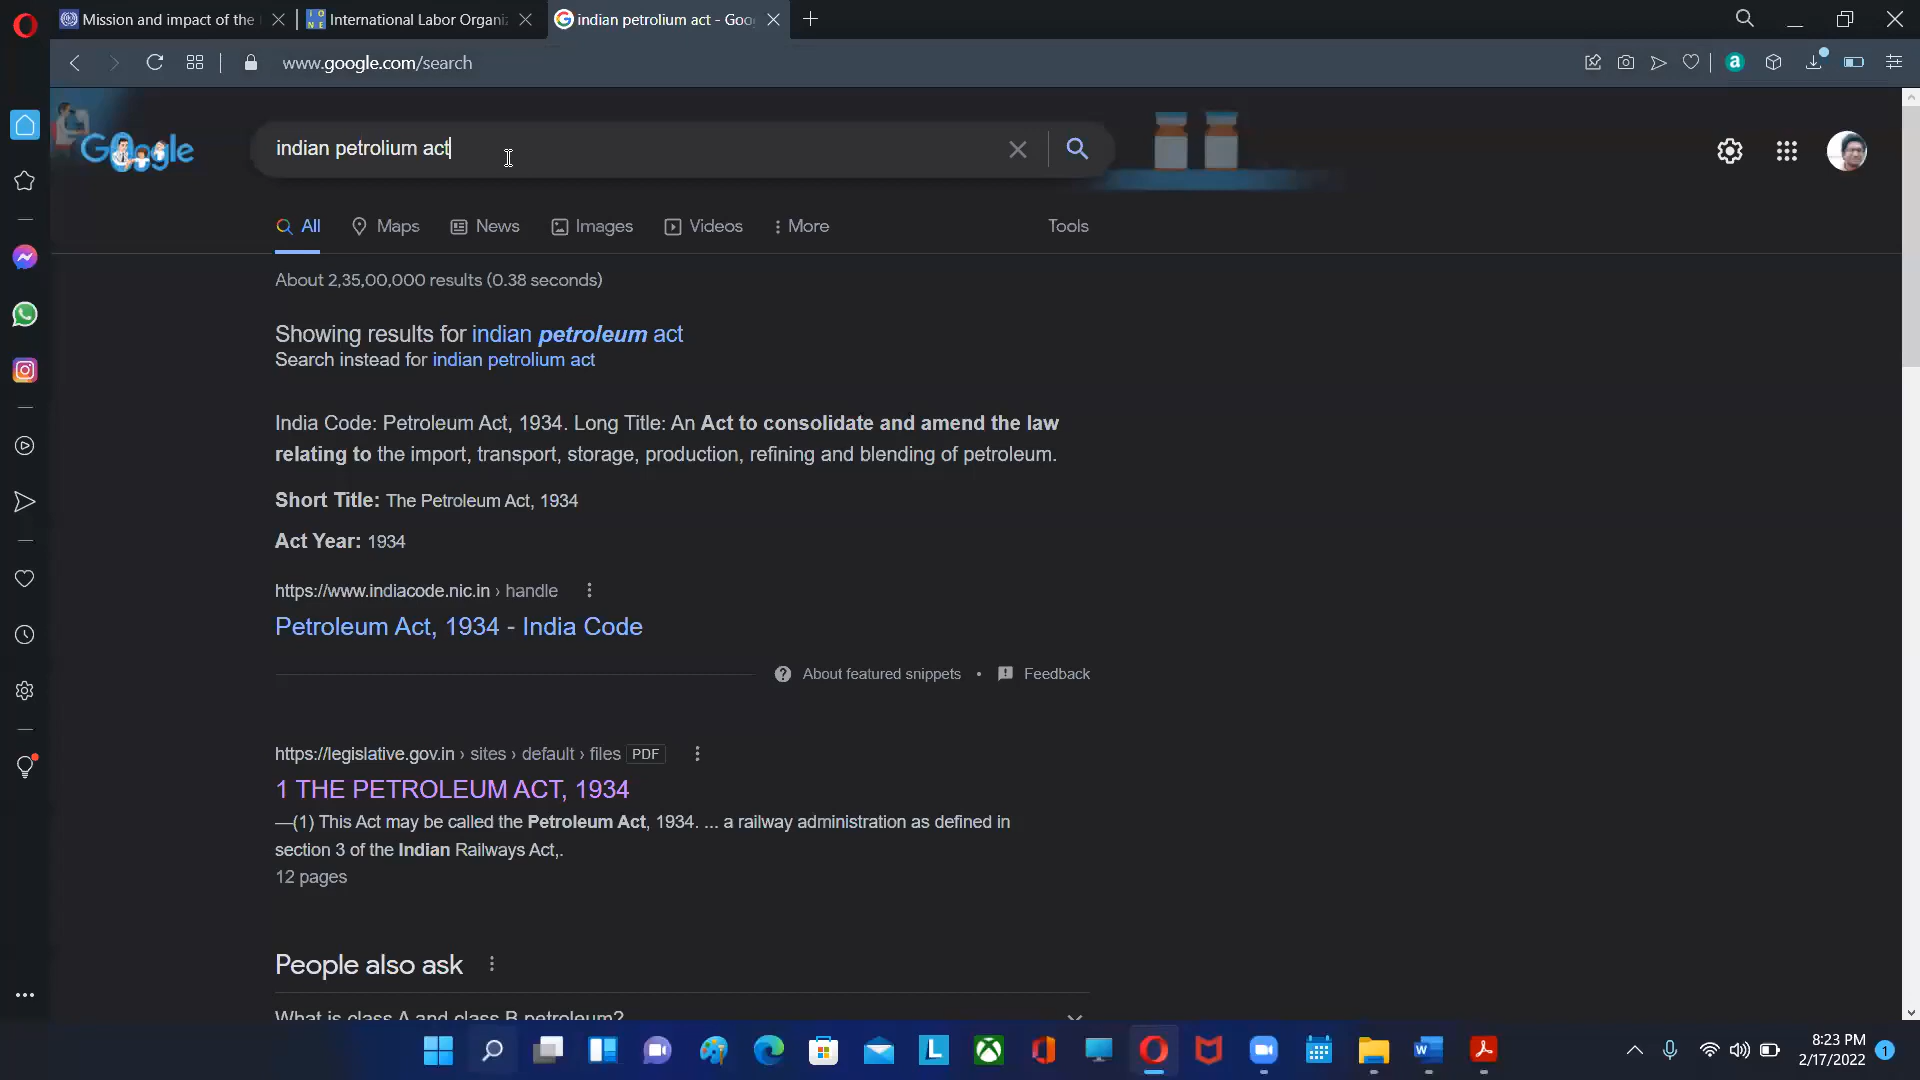 Mission and impact of the
International Labor Organiz
indian petrolium act - Goo
www.google.com/search
Google
indian petrolium act
All
Maps
News
Images
Videos
More
Tools
About 2,35,00,000 results (0.38 seconds)
Showing results for indian petroleum act
Search instead for indian petrolium act
India Code: Petroleum Act, 1934. Long Title: An Act to consolidate and amend the law
relating to the import, transport, storage, production, refining and blending of petroleum.
Short Title: The Petroleum Act, 1934
Act Year: 1934
https://www.indiacode.nic.in › handle
Petroleum Act, 1934 - India Code
About featured snippets • Feedback
https://legislative.gov.in › sites › default › files PDF
1 THE PETROLEUM ACT, 1934
—(1) This Act may be called the Petroleum Act, 1934. ... a railway administration as defined in
section 3 of the Indian Railways Act,.
12 pages
People also ask
What is class A and class B petroleum?
8:23 PM
2/17/2022
1